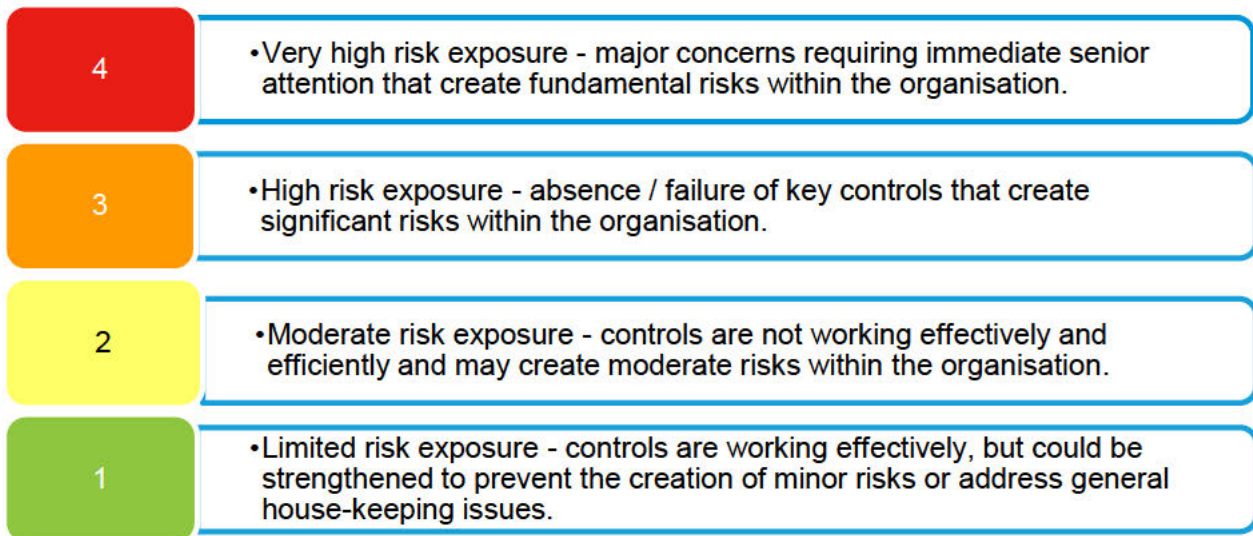 4
•Very high risk exposure - major concerns requiring immediate senior
attention that create fundamental risks within the organisation.
3
•High risk exposure - absence / failure of key controls that create
significant risks within the organisation.
2
•Moderate risk exposure - controls are not working effectively and
efficiently and may create moderate risks within the organisation.
1
•Limited risk exposure - controls are working effectively, but could be
strengthened to prevent the creation of minor risks or address general
house-keeping issues.